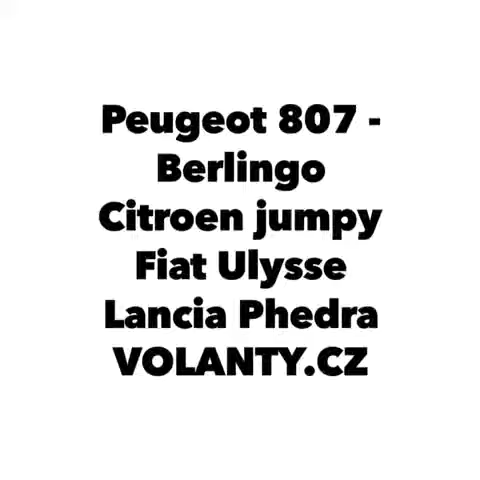 Peugeot 807 -
Berlingo
Citroen jumpy
Fiat Ulysse
Lancia Phedra
VOLANTY.CZ